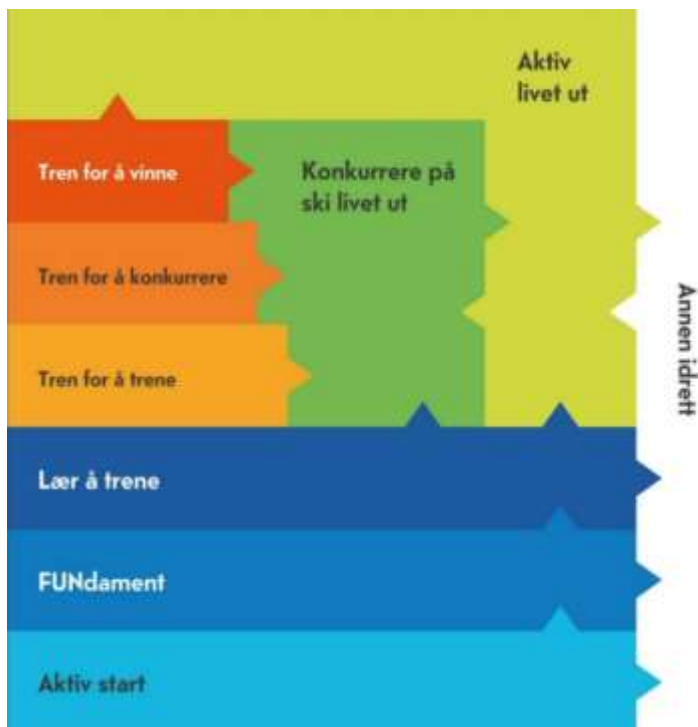 Aktiv
livet ut
Tren for å vinne
Konkurrere på
ski livet ut
Tren for å konkurrere
Tren for å trene
Annen idrett
Lær å trene
FUNdament
Aktiv start